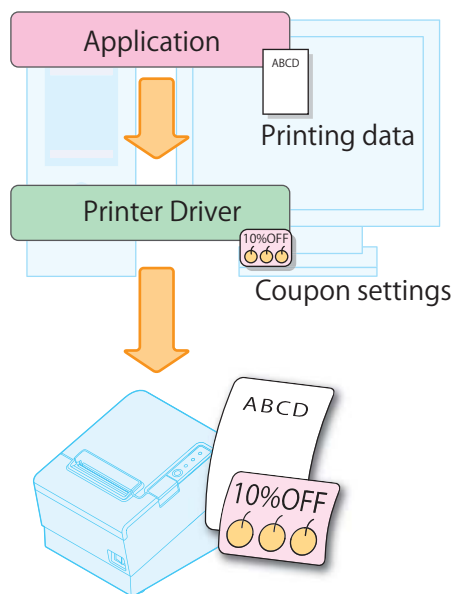 Application
ABCD
Printing data
Printer Driver
10%OFF
Coupon settings
ABCD
10%OFF